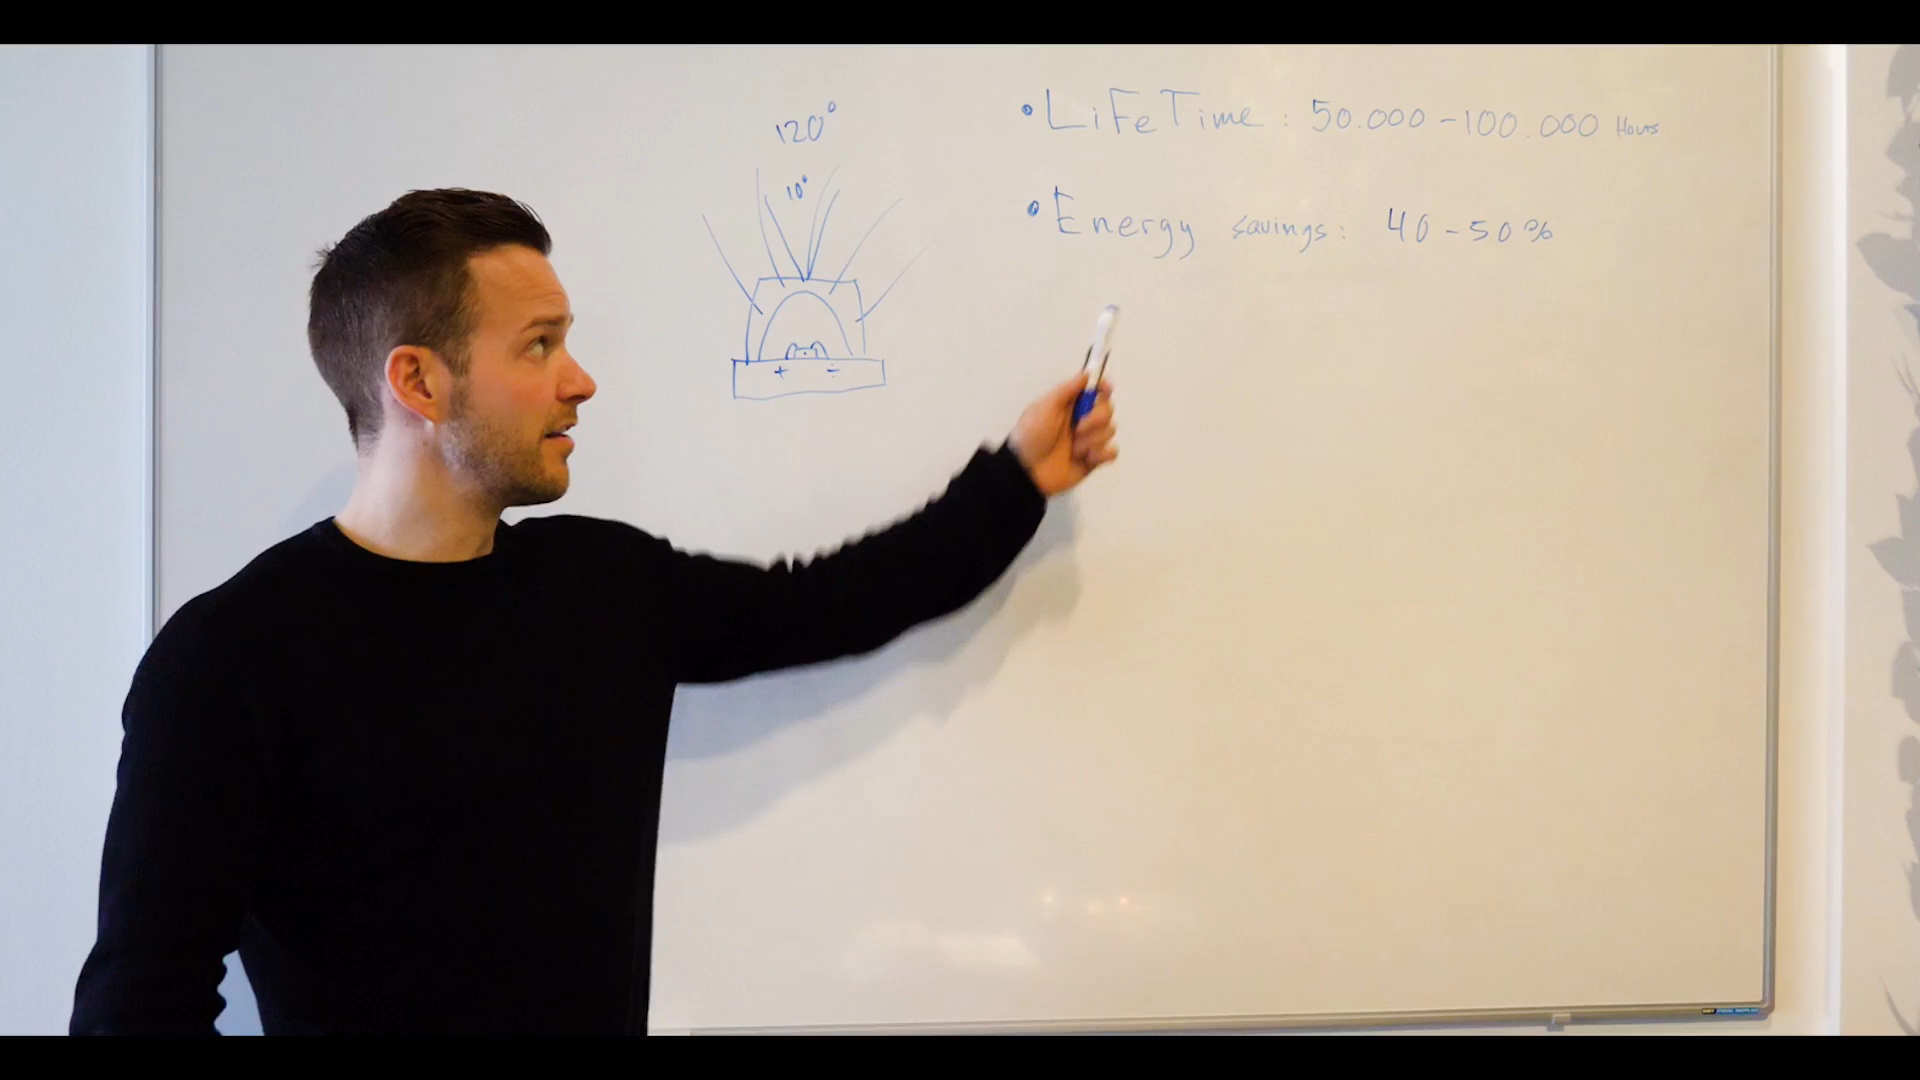 120°
10°
+ ÷
• LiFeTime: 50.000 - 100.000 Hours
• Energy savings: 40 - 50%